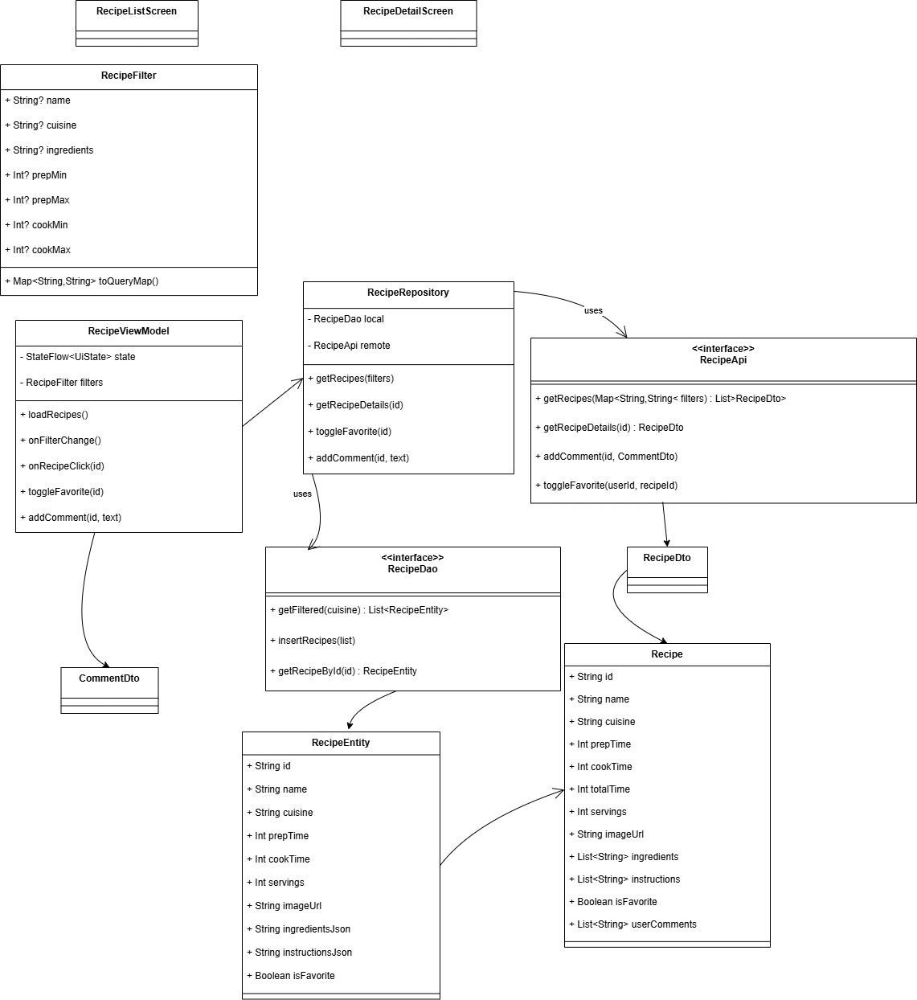 RecipeListScreen
RecipeDetailScreen
RecipeFilter
+ String? name
+ String? cuisine
+ String? ingredients
+ Int? prepMin
+ Int? prepMax
+ Int? cookMin
+ Int? cookMax
+ Map<String,String> toQueryMap()
RecipeViewModel
- StateFlow<UiState> state
- RecipeFilter filters
+ loadRecipes()
+ onFilterChange()
+ onRecipeClick(id)
+ toggleFavorite(id)
+ addComment(id, text)
RecipeRepository
- RecipeDao local
- RecipeApi remote
+ getRecipes(filters)
+ getRecipeDetails(id)
+ toggleFavorite(id)
+ addComment(id, text)
uses
<<interface>>
RecipeApi
+ getRecipes(Map<String,String< filters) : List>RecipeDto>
+ getRecipeDetails(id) : RecipeDto
+ addComment(id, CommentDto)
+ toggleFavorite(userId, recipeId)
uses
<<interface>>
RecipeDao
+ getFiltered(cuisine) : List<RecipeEntity>
+ insertRecipes(list)
+ getRecipeById(id) : RecipeEntity
RecipeDto
CommentDto
RecipeEntity
+ String id
+ String name
+ String cuisine
+ Int prepTime
+ Int cookTime
+ Int servings
+ String imageUrl
+ String ingredientsJson
+ String instructionsJson
+ Boolean isFavorite
Recipe
+ String id
+ String name
+ String cuisine
+ Int prepTime
+ Int cookTime
+ Int totalTime
+ Int servings
+ String imageUrl
+ List<String> ingredients
+ List<String> instructions
+ Boolean isFavorite
+ List<String> userComments